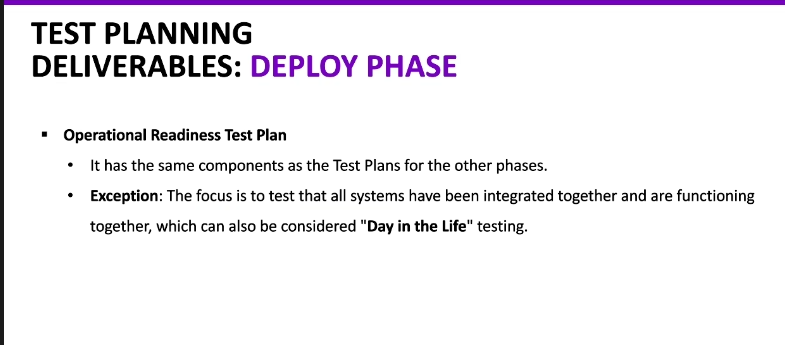 TEST PLANNING
DELIVERABLES: DEPLOY PHASE
▪ Operational Readiness Test Plan
• It has the same components as the Test Plans for the other phases.
• Exception: The focus is to test that all systems have been integrated together and are functioning
together, which can also be considered "Day in the Life" testing.